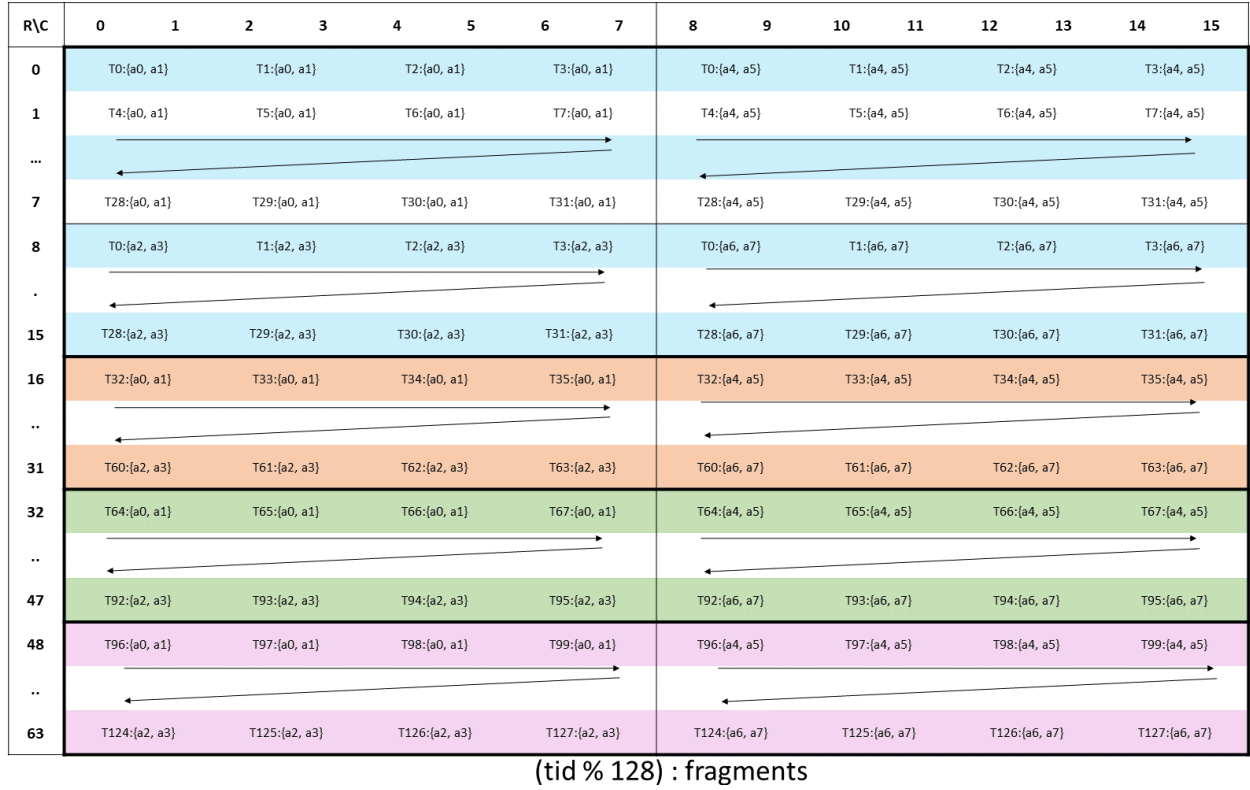 R\C 0 1 2 3 4 5 6 7 8 9 10 11 12 13 14 15
0 T0:{a0, a1} T1:{a0, a1} T2:{a0, a1} T3:{a0, a1} T0:{a4, a5} T1:{a4, a5} T2:{a4, a5} T3:{a4, a5}
1 T4:{a0, a1} T5:{a0, a1} T6:{a0, a1} T7:{a0, a1} T4:{a4, a5} T5:{a4, a5} T6:{a4, a5} T7:{a4, a5}
...
7 T28:{a0, a1} T29:{a0, a1} T30:{a0, a1} T31:{a0, a1} T28:{a4, a5} T29:{a4, a5} T30:{a4, a5} T31:{a4, a5}
8 T0:{a2, a3} T1:{a2, a3} T2:{a2, a3} T3:{a2, a3} T0:{a6, a7} T1:{a6, a7} T2:{a6, a7} T3:{a6, a7}
.
15 T28:{a2, a3} T29:{a2, a3} T30:{a2, a3} T31:{a2, a3} T28:{a6, a7} T29:{a6, a7} T30:{a6, a7} T31:{a6, a7}
16 T32:{a0, a1} T33:{a0, a1} T34:{a0, a1} T35:{a0, a1} T32:{a4, a5} T33:{a4, a5} T34:{a4, a5} T35:{a4, a5}
..
31 T60:{a2, a3} T61:{a2, a3} T62:{a2, a3} T63:{a2, a3} T60:{a6, a7} T61:{a6, a7} T62:{a6, a7} T63:{a6, a7}
32 T64:{a0, a1} T65:{a0, a1} T66:{a0, a1} T67:{a0, a1} T64:{a4, a5} T65:{a4, a5} T66:{a4, a5} T67:{a4, a5}
..
47 T92:{a2, a3} T93:{a2, a3} T94:{a2, a3} T95:{a2, a3} T92:{a6, a7} T93:{a6, a7} T94:{a6, a7} T95:{a6, a7}
48 T96:{a0, a1} T97:{a0, a1} T98:{a0, a1} T99:{a0, a1} T96:{a4, a5} T97:{a4, a5} T98:{a4, a5} T99:{a4, a5}
..
63 T124:{a2, a3} T125:{a2, a3} T126:{a2, a3} T127:{a2, a3} T124:{a6, a7} T125:{a6, a7} T126:{a6, a7} T127:{a6, a7}
(tid % 128) : fragments